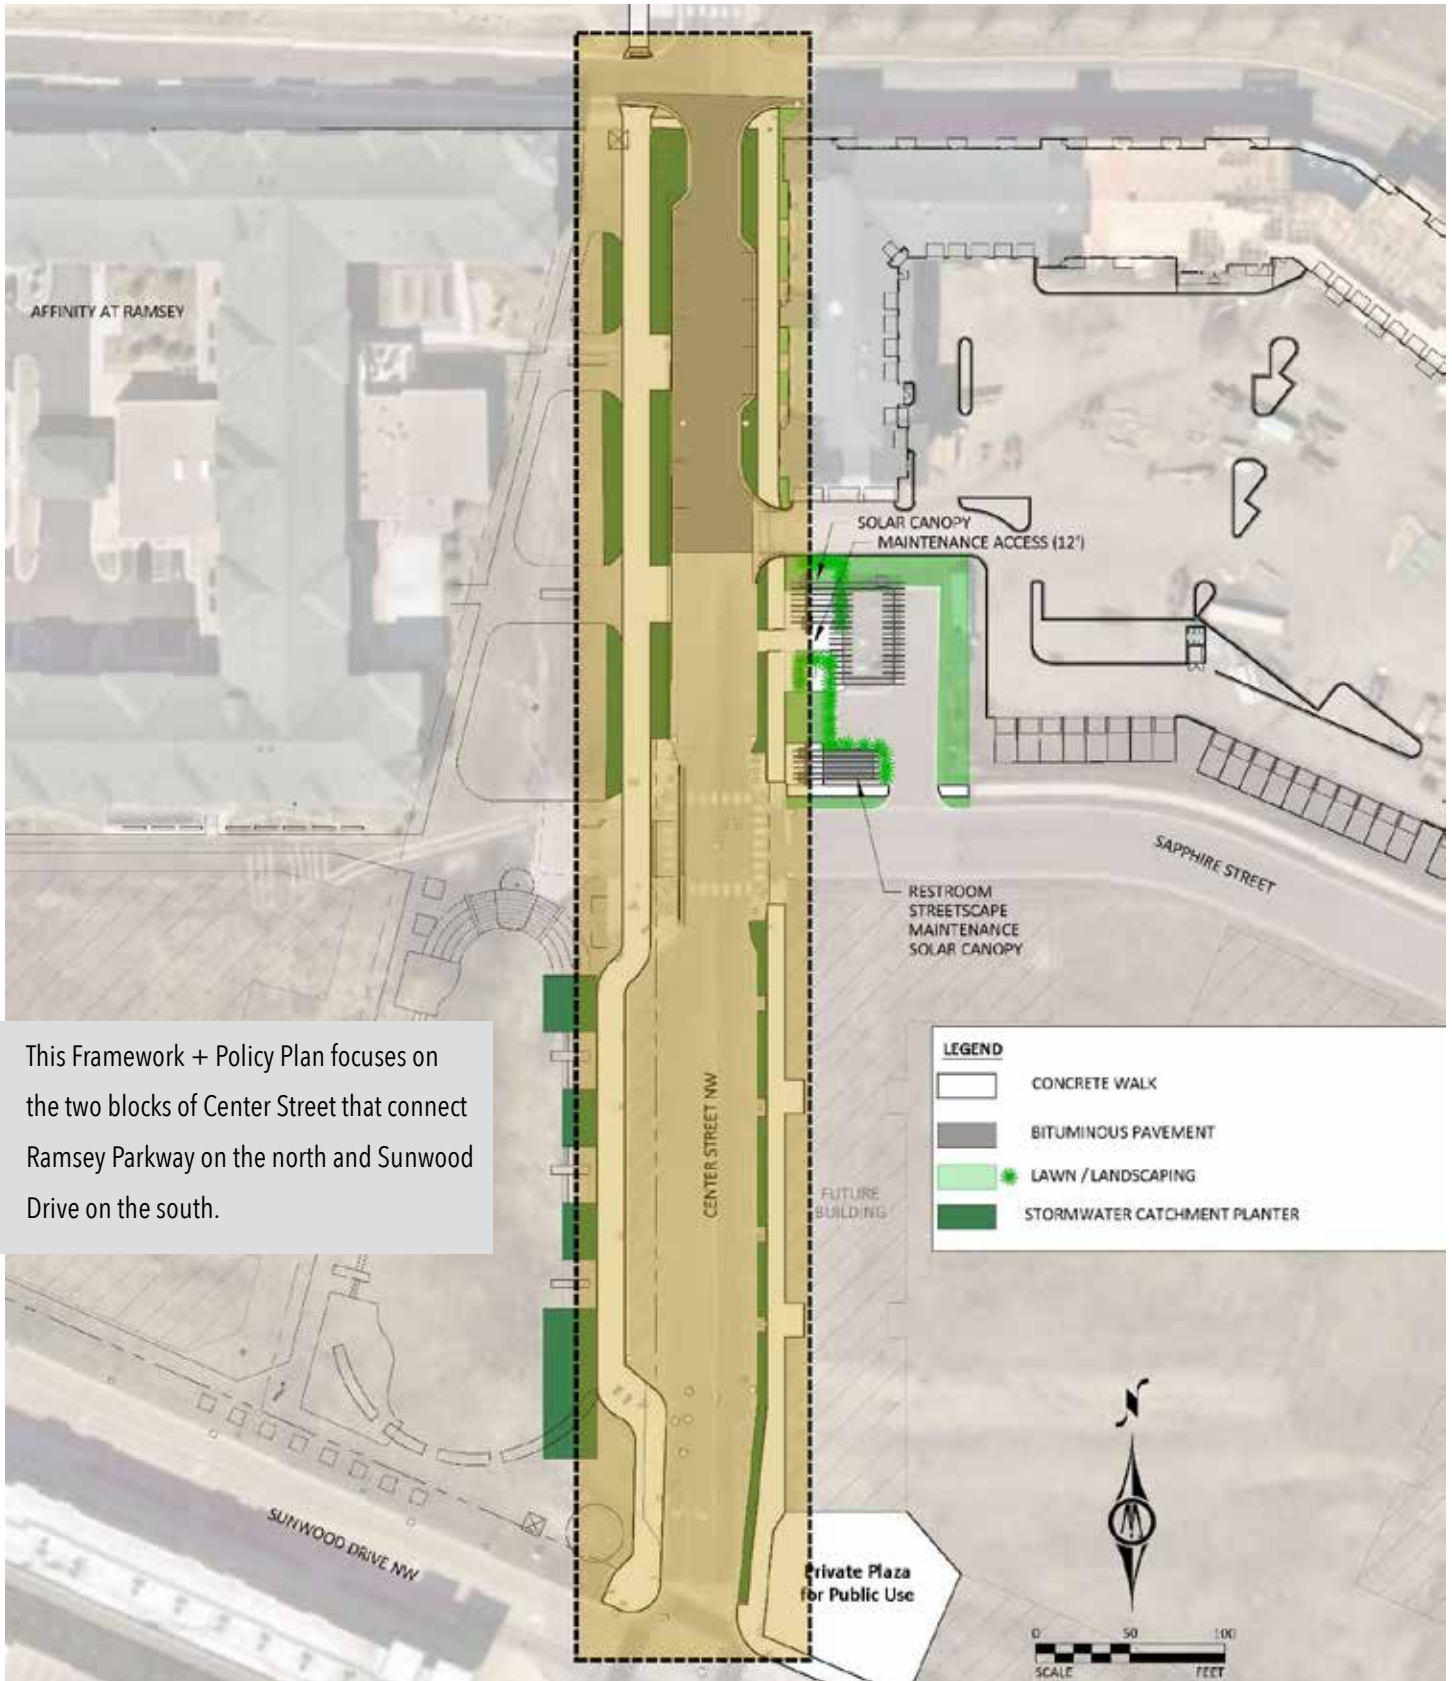 AFFINITY AT RAMSEY
SOLAR CANOPY
MAINTENANCE ACCESS (12')
SAPPHIRE STREET
RESTROOM
STREETSCAPE
MAINTENANCE
SOLAR CANOPY
This Framework + Policy Plan focuses on
the two blocks of Center Street that connect
Ramsey Parkway on the north and Sunwood
Drive on the south.
CENTER STREET NW
FUTURE
BUILDING
LEGEND
CONCRETE WALK
BITUMINOUS PAVEMENT
LAWN / LANDSCAPING
STORMWATER CATCHMENT PLANTER
SUNWOOD DRIVE NW
Private Plaza
for Public Use
N
0 50 100
SCALE FEET